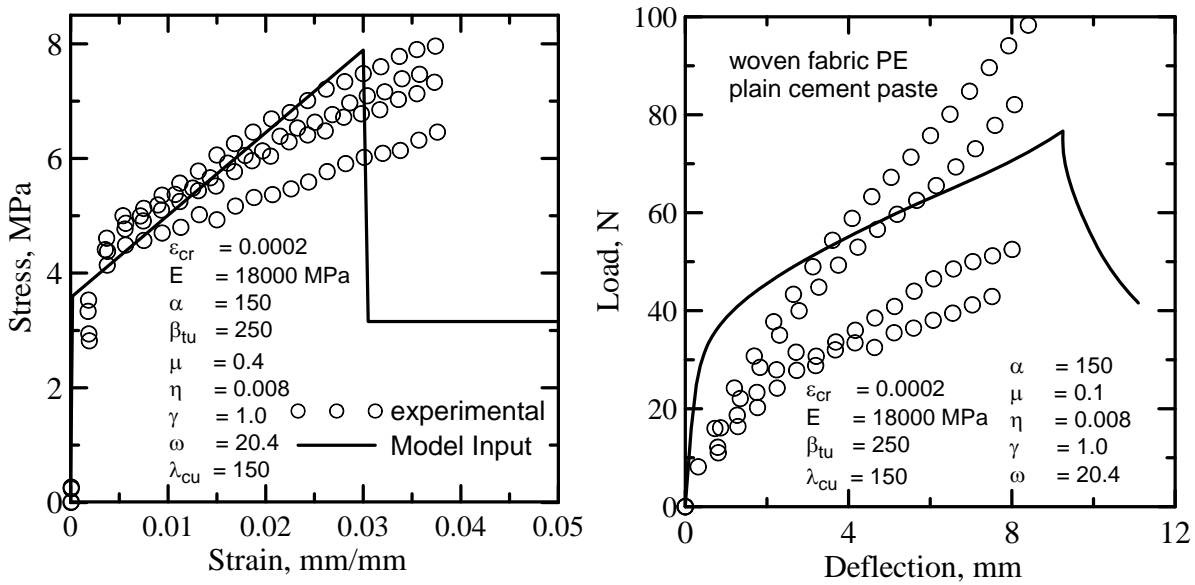 8
6
4
2
0
0
0.01
0.02
0.03
0.04
0.05
Stress, MPa
Strain, mm/mm
εcr = 0.0002
E = 18000 MPa
α = 150
βtu = 250
μ = 0.4
η = 0.008
γ = 1.0
ω = 20.4
λcu = 150
experimental
Model Input
100
80
60
40
20
0
0
4
8
12
Load, N
Deflection, mm
woven fabric PE
plain cement paste
εcr = 0.0002
E = 18000 MPa
βtu = 250
λcu = 150
α = 150
μ = 0.1
η = 0.008
γ = 1.0
ω = 20.4